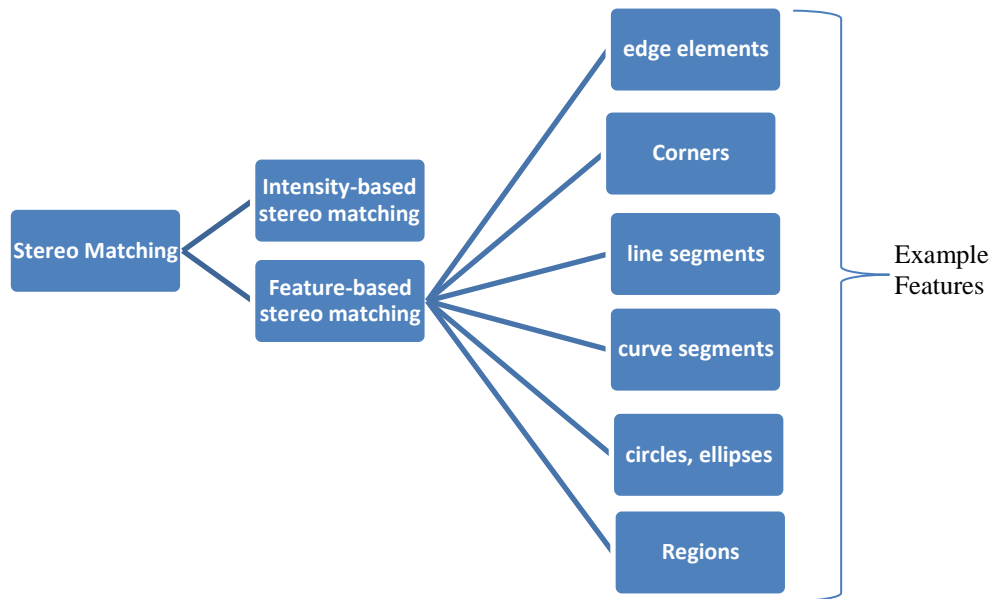 Stereo Matching
Intensity-based
stereo matching
Feature-based
stereo matching
edge elements
Corners
line segments
curve segments
circles, ellipses
Regions
Example
Features